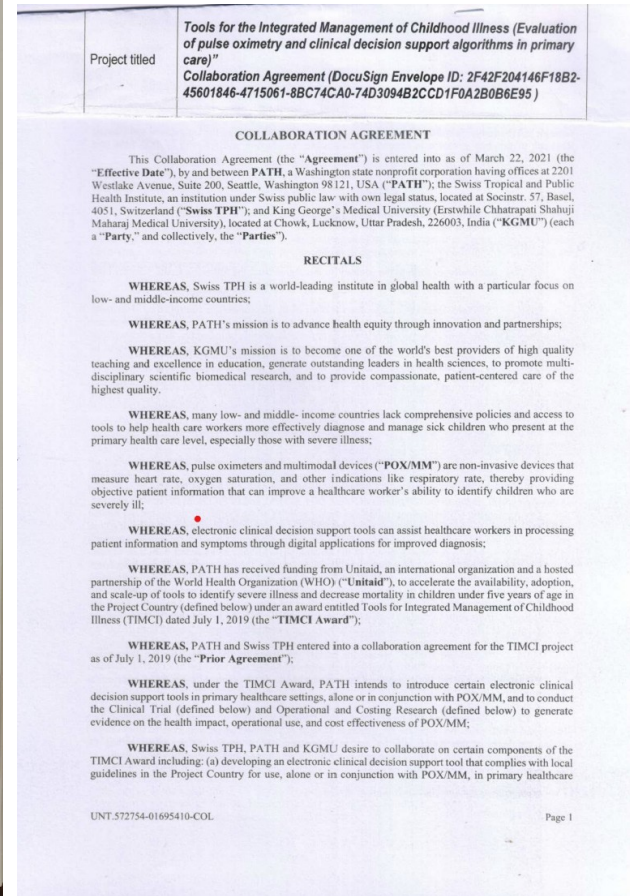 Project titled
Tools for the Integrated Management of Childhood Illness (Evaluation
of pulse oximetry and clinical decision support algorithms in primary
care)"
Collaboration Agreement (DocuSign Envelope ID: 2F42F204146F18B2-
45601846-4715061-8BC74CA0-74D3094B2CCD1F0A2B0B6E95 )
COLLABORATION AGREEMENT
This Collaboration Agreement (the "Agreement") is entered into as of March 22, 2021 (the
"Effective Date"), by and between PATH, a Washington state nonprofit corporation having offices at 2201
Westlake Avenue, Suite 200, Seattle, Washington 98121, USA ("PATH"); the Swiss Tropical and Public
Health Institute, an institution under Swiss public law with own legal status, located at Socinstr. 57, Basel,
4051, Switzerland ("Swiss TPH"); and King George's Medical University (Erstwhile Chhatrapati Shahuji
Maharaj Medical University), located at Chowk, Lucknow, Uttar Pradesh, 226003, India ("KGMU") (each
a "Party," and collectively, the "Parties").
RECITALS
WHEREAS, Swiss TPH is a world-leading institute in global health with a particular focus on
low- and middle-income countries;
WHEREAS, PATH's mission is to advance health equity through innovation and partnerships;
WHEREAS, KGMU's mission is to become one of the world's best providers of high quality
teaching and excellence in education, generate outstanding leaders in health sciences, to promote multi-
disciplinary scientific biomedical research, and to provide compassionate, patient-centered care of the
highest quality.
WHEREAS, many low- and middle- income countries lack comprehensive policies and access to
tools to help health care workers more effectively diagnose and manage sick children who present at the
primary health care level, especially those with severe illness;
WHEREAS, pulse oximeters and multimodal devices ("POX/MM") are non-invasive devices that
measure heart rate, oxygen saturation, and other indications like respiratory rate, thereby providing
objective patient information that can improve a healthcare worker's ability to identify children who are
severely ill;
WHEREAS, electronic clinical decision support tools can assist healthcare workers in processing
patient information and symptoms through digital applications for improved diagnosis;
WHEREAS, PATH has received funding from Unitaid, an international organization and a hosted
partnership of the World Health Organization (WHO) ("Unitaid"), to accelerate the availability, adoption,
and scale-up of tools to identify severe illness and decrease mortality in children under five years of age in
the Project Country (defined below) under an award entitled Tools for Integrated Management of Childhood
Illness (TIMCI) dated July 1, 2019 (the "TIMCI Award");
WHEREAS, PATH and Swiss TPH entered into a collaboration agreement for the TIMCI project
as of July 1, 2019 (the "Prior Agreement");
WHEREAS, under the TIMCI Award, PATH intends to introduce certain electronic clinical
decision support tools in primary healthcare settings, alone or in conjunction with POX/MM, and to conduct
the Clinical Trial (defined below) and Operational and Costing Research (defined below) to generate
evidence on the health impact, operational use, and cost effectiveness of POX/MM;
WHEREAS, Swiss TPH, PATH and KGMU desire to collaborate on certain components of the
TIMCI Award including: (a) developing an electronic clinical decision support tool that complies with local
guidelines in the Project Country for use, alone or in conjunction with POX/MM, in primary healthcare
UNT.572754-01695410-COL
Page 1